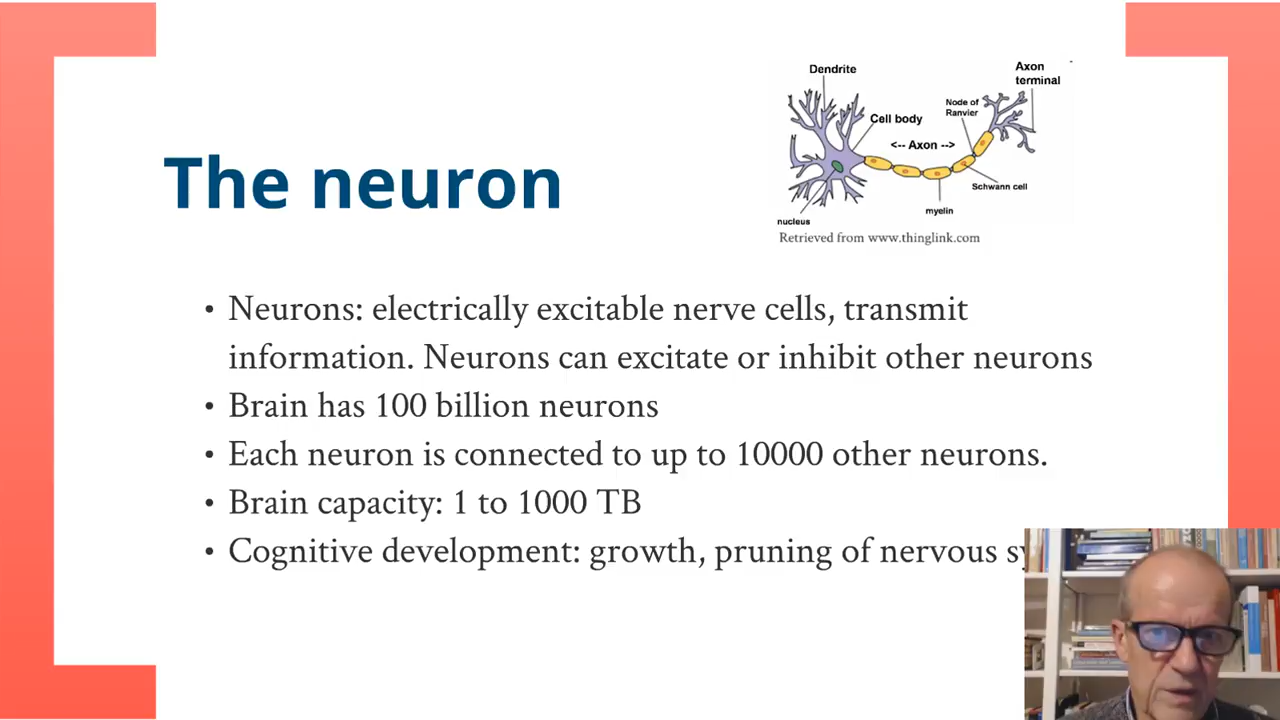 The neuron
Dendrite
Axon
terminal
Node of
Ranvier
Cell body
<-- Axon -->
Schwann cell
myelin
nucleus
Retrieved from www.thinglink.com
• Neurons: electrically excitable nerve cells, transmit
information. Neurons can excitate or inhibit other neurons
• Brain has 100 billion neurons
• Each neuron is connected to up to 10000 other neurons.
• Brain capacity: 1 to 1000 TB
• Cognitive development: growth, pruning of nervous